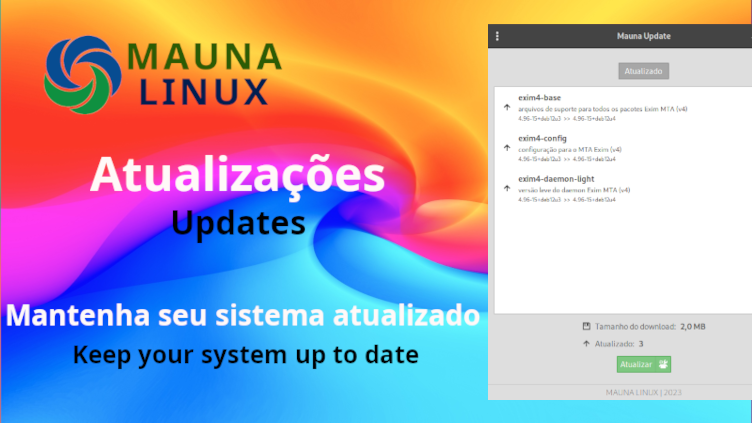 MAUNA
LINUX
Atualizações
Updates
Mantenha seu sistema atualizado
Keep your system up to date
Mauna Update
Atualizado
exim4-base
arquivos de suporte para todos os pacotes Exim MTA (v4)
4.96-15+deb12u3 >> 4.96-15+deb12u4
exim4-config
configuração para o MTA Exim (v4)
4.96-15+deb12u3 >> 4.96-15+deb12u4
exim4-daemon-light
versão leve do daemon Exim MTA (v4)
4.96-15+deb12u3 >> 4.96-15+deb12u4
Tamanho do download: 2,0 MB
Atualizado: 3
Atualizar
MAUNA LINUX | 2023